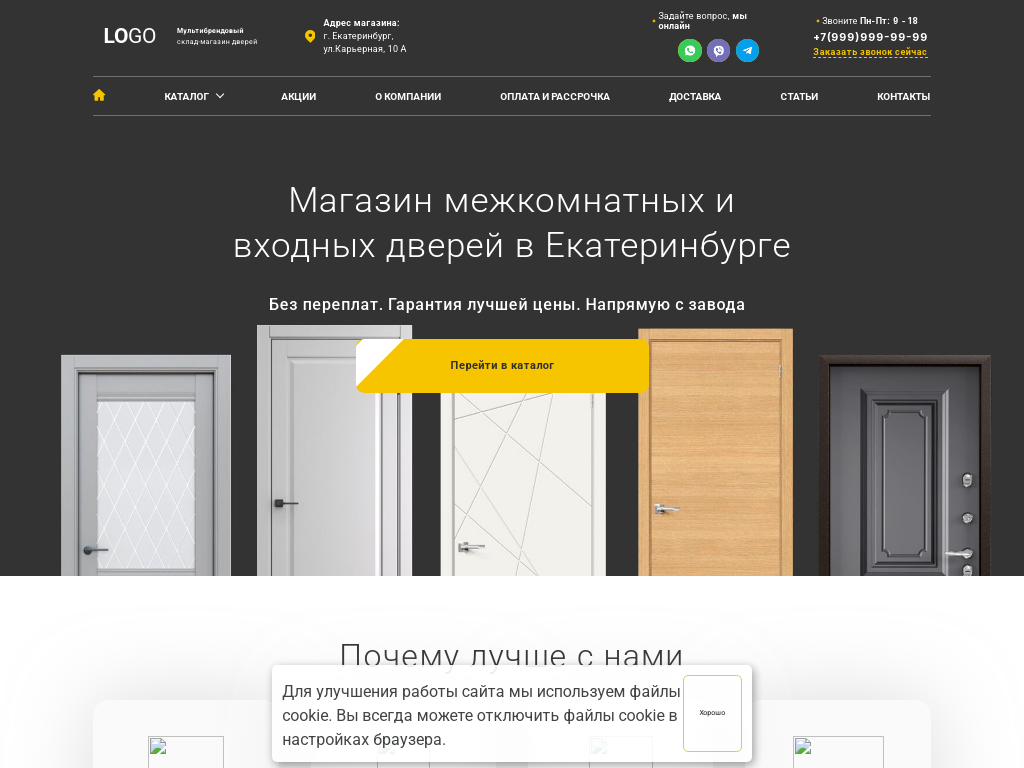 LOGO
Мультибрендовый
склад-магазин дверей
Адрес магазина:
г. Екатеринбург,
ул.Карьерная, 10 А
Задайте вопрос, мы
онлайн
Звоните Пн-Пт: 9 - 18
+7(999)999-99-99
Заказать звонок сейчас
КАТАЛОГ
АКЦИИ
О КОМПАНИИ
ОПЛАТА И РАССРОЧКА
ДОСТАВКА
СТАТЬИ
КОНТАКТЫ
Магазин межкомнатных и
входных дверей в Екатеринбурге
Без переплат. Гарантия лучшей цены. Напрямую с завода
Перейти в каталог
Почему лучше с нами
Для улучшения работы сайта мы используем файлы
cookie. Вы всегда можете отключить файлы cookie в
настройках браузера.
Хорошо